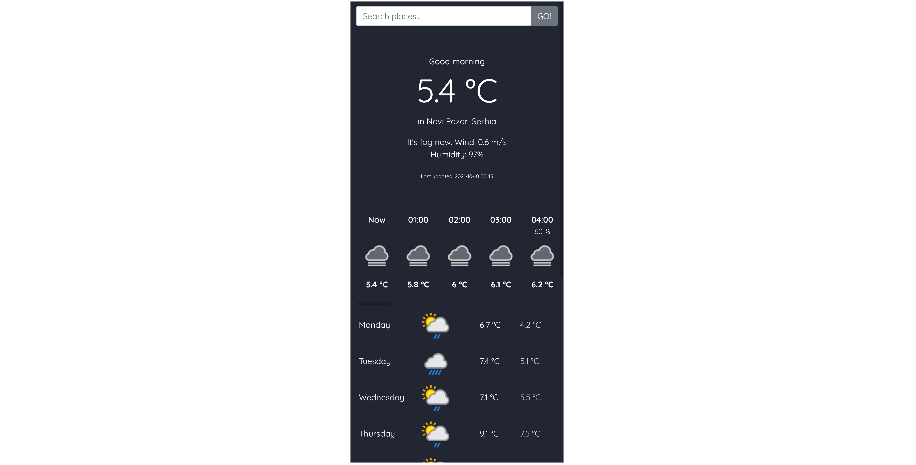 Search places...
GO!
Good morning
5.4 °C
in Novi Pazar, Serbia
It's fog now. Wind 0.6 m/s
Humidity: 97%
Last update:
Now 01:00 02:00 03:00 04:00
60 %
5.4 °C 5.8 °C 6 °C 6.1 °C 6.2 °C
Monday 6.7 °C 4.2 °C
Tuesday 7.4 °C 5.1 °C
Wednesday 7.1 °C 5.5 °C
Thursday 9.1 °C 7.5 °C